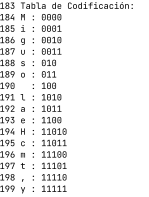 183 Tabla de Codificación:
184 M : 0000
185 i : 0001
186 g : 0010
187 u : 0011
188 s : 010
189 o : 011
190   : 100
191 l : 1010
192 a : 1011
193 e : 1100
194 H : 11010
195 c : 11011
196 m : 11100
197 t : 11101
198 , : 11110
199 y : 11111